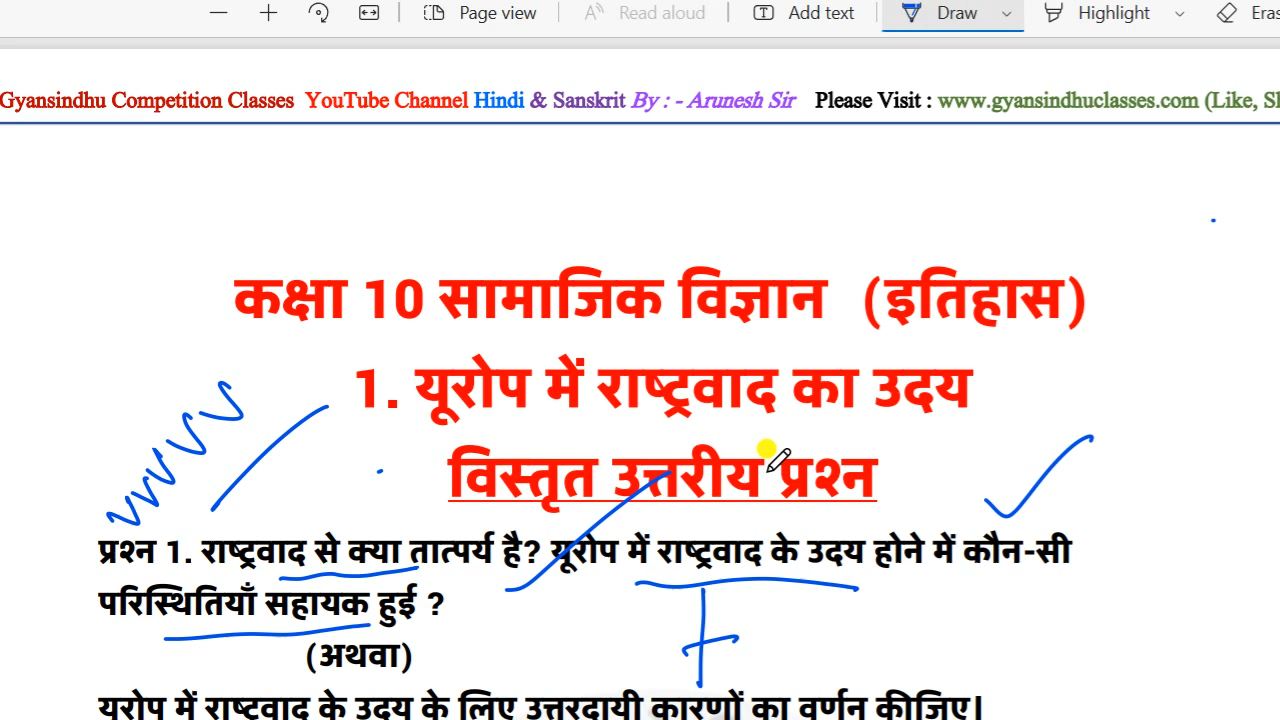 Page view Read aloud Add text Draw Highlight
Gyansindhu Competition Classes YouTube Channel Hindi & Sanskrit By : - Arunesh Sir Please Visit : www.gyansindhuclasses.com (Like,
कक्षा 10 सामाजिक विज्ञान (इतिहास)
1. यूरोप में राष्ट्रवाद का उदय
विस्तृत उत्तरीय प्रश्न
प्रश्न 1. राष्ट्रवाद से क्या तात्पर्य है? यूरोप में राष्ट्रवाद के उदय होने में कौन-सी
परिस्थितियाँ सहायक हुई ?
(अथवा)
यूरोप में राष्ट्रवाद के उदय के लिए उत्तरदायी कारणों का वर्णन कीजिए।